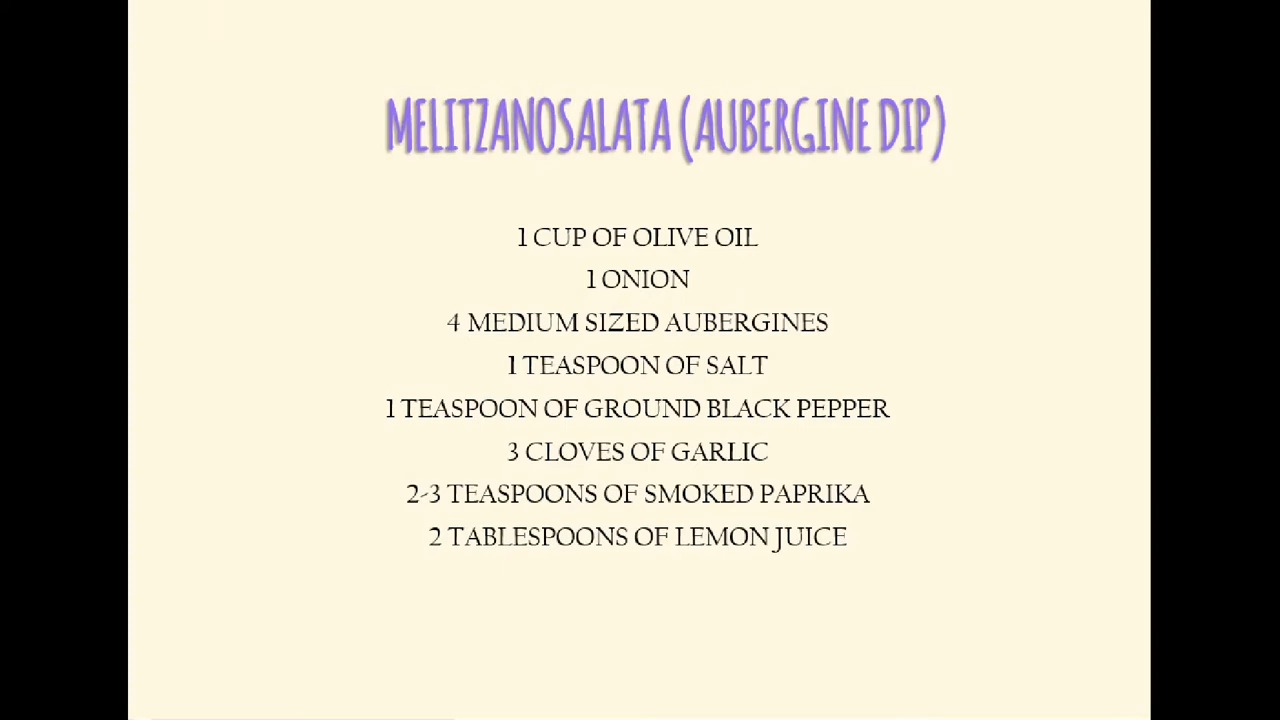 MELITZANOSALATA (AUBERGINE DIP)
1 CUP OF OLIVE OIL
1 ONION
4 MEDIUM SIZED AUBERGINES
1 TEASPOON OF SALT
1 TEASPOON OF GROUND BLACK PEPPER
3 CLOVES OF GARLIC
2-3 TEASPOONS OF SMOKED PAPRIKA
2 TABLESPOONS OF LEMON JUICE